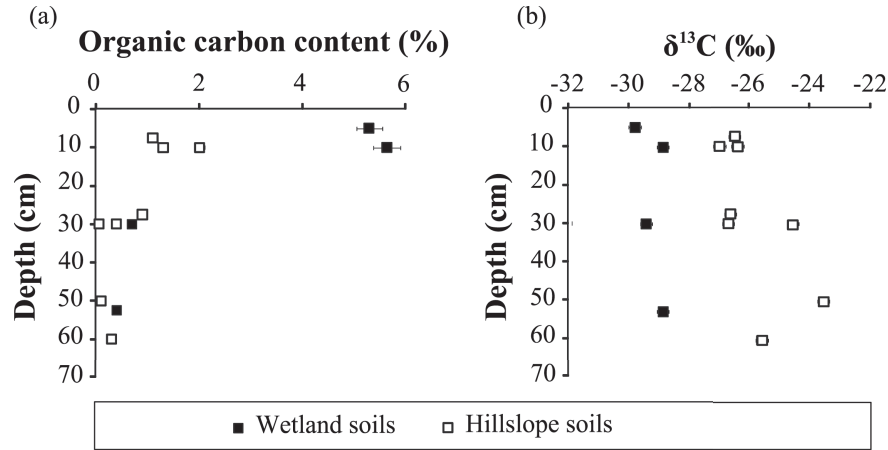 (a)
Organic carbon content (%)
0 2 4 6
0
10
20
30
40
50
60
70
Depth (cm)
(b)
δ¹³C (‰)
-32 -30 -28 -26 -24 -22
0
10
20
30
40
50
60
70
Depth (cm)
Wetland soils Hillslope soils